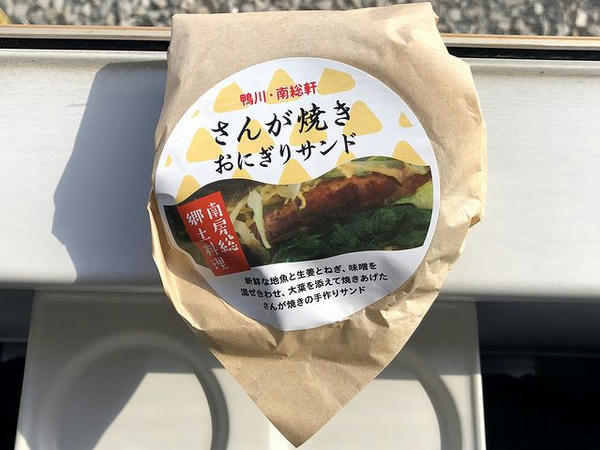 鴨川・南総軒
さんが焼き
おにぎりサンド
南房総
郷土料理
新鮮な地魚と生姜とねぎ、味噌を
混ぜ合わせ、大葉を添えて焼きあげた
さんが焼きの手作りサンド